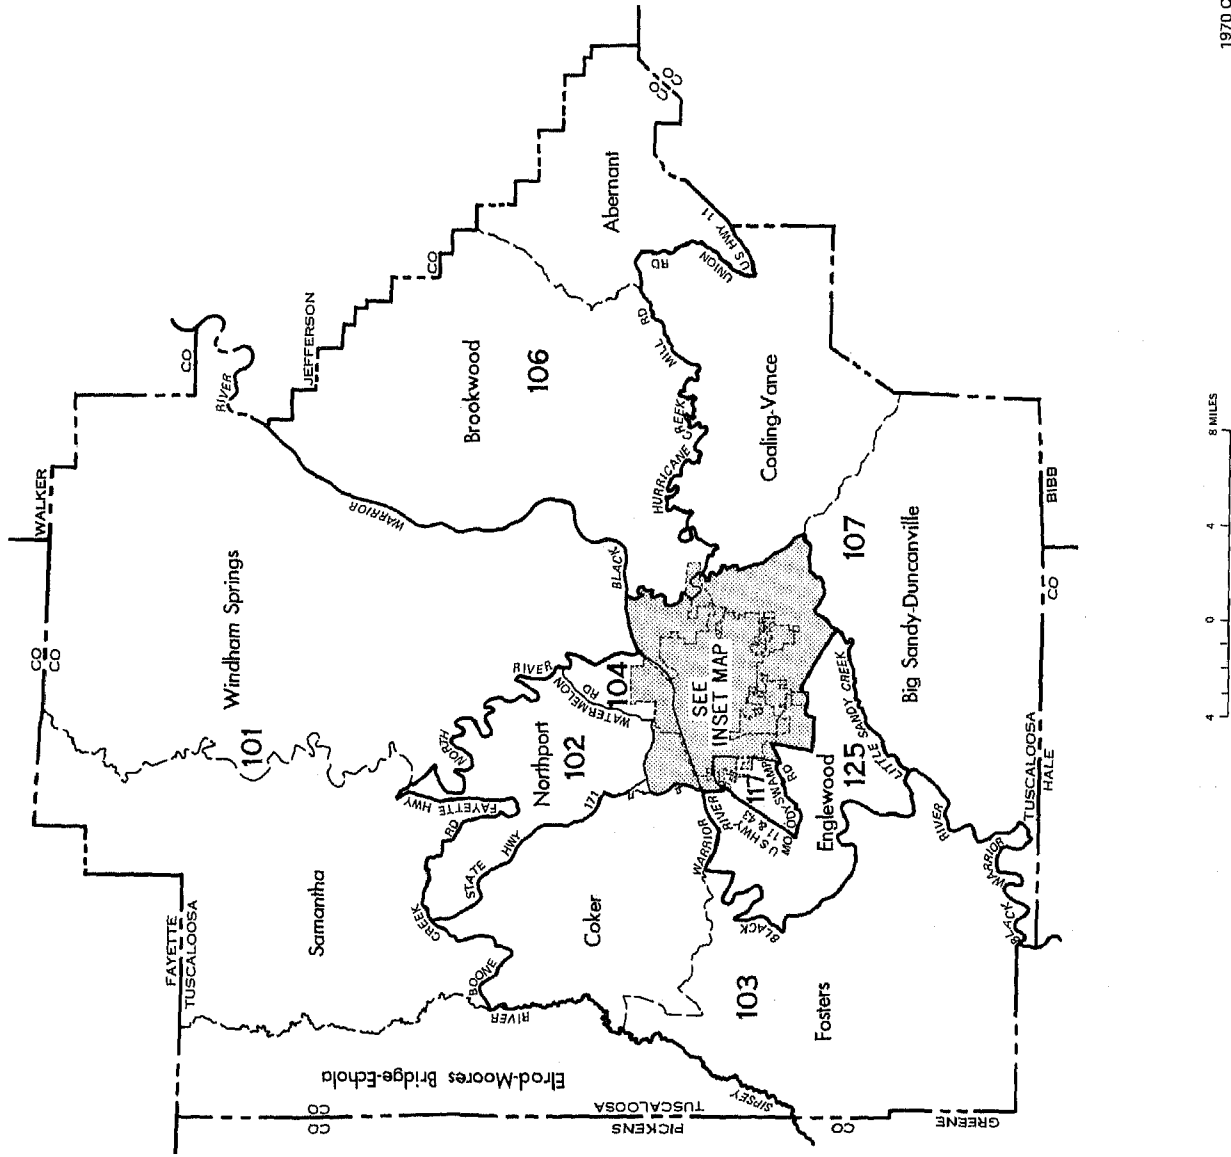 1970 C
FAYETTE
TUSCALOOSA
WALKER
CO
CO
CO
RIVER
JEFFERSON
CO
CO
CO
Windham Springs
101
Samantha
Elrod-Moores Bridge-Echola
Brookwood
106
Abernant
WARRIOR
BLACK
NORTH
RIVER
FAYETTE HWY
RD
CREEK
BOONE
RIVER
STATE HWY 171
Northport
102
WATERMELON
RD
104
Coker
HURRICANE CREEK
MILL RD
UNION
RD
U S HWY 11
Coaling-Vance
SEE
INSET MAP
WARRIOR RIVER
U S HWY
11 & 43
117
MOODY SWAMP
RD
Englewood
125
LITTLE SANDY CREEK
107
Big Sandy-Duncanville
BLACK
103
Fosters
RIVER
WARRIOR
BLACK
SIPSEY
CO
TUSCALOOSA
PICKENS
CO
GREENE
TUSCALOOSA
HALE
CO
BIBB
4 0 4 8 MILES